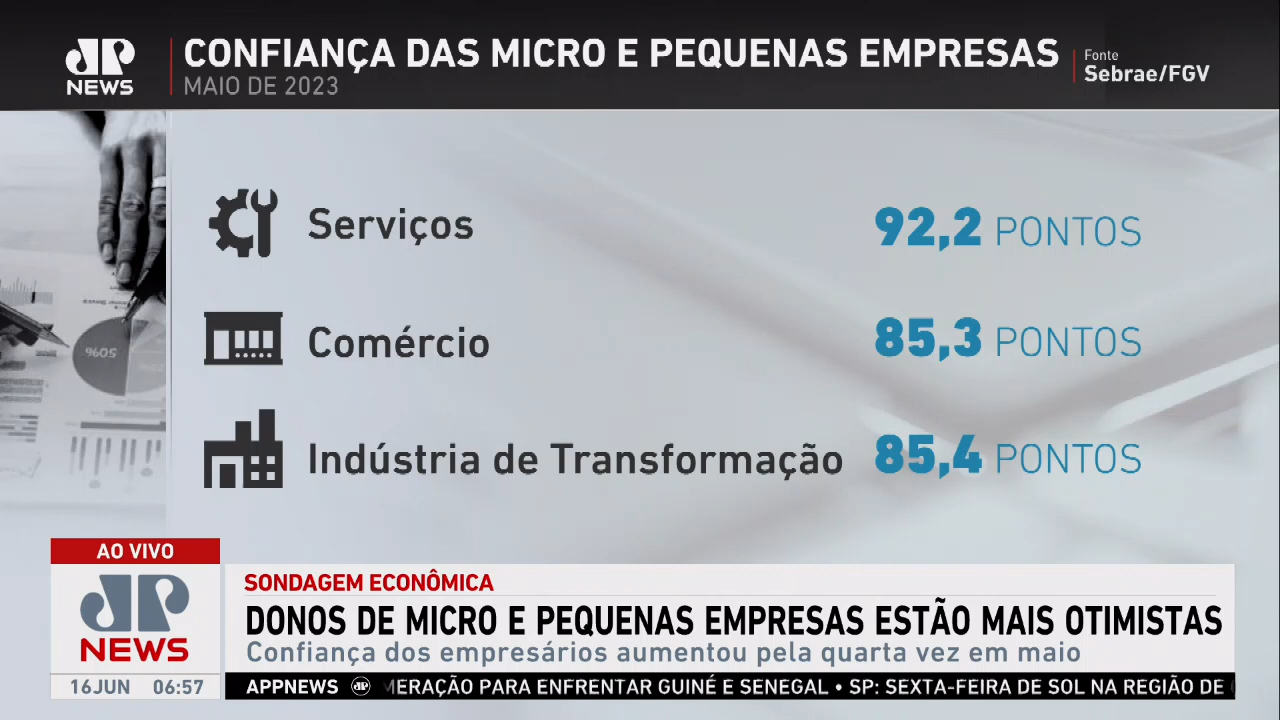 JP NEWS
CONFIANÇA DAS MICRO E PEQUENAS EMPRESAS
MAIO DE 2023
Fonte
Sebrae/FGV
Serviços
92,2 PONTOS
Comércio
85,3 PONTOS
Indústria de Transformação
85,4 PONTOS
50%
AO VIVO
JP
NEWS
16JUN 06:57
SONDAGEM ECONÔMICA
DONOS DE MICRO E PEQUENAS EMPRESAS ESTÃO MAIS OTIMISTAS
Confiança dos empresários aumentou pela quarta vez em maio
APPNEWS JP MERAÇÃO PARA ENFRENTAR GUINÉ E SENEGAL • SP: SEXTA-FEIRA DE SOL NA REGIÃO DE